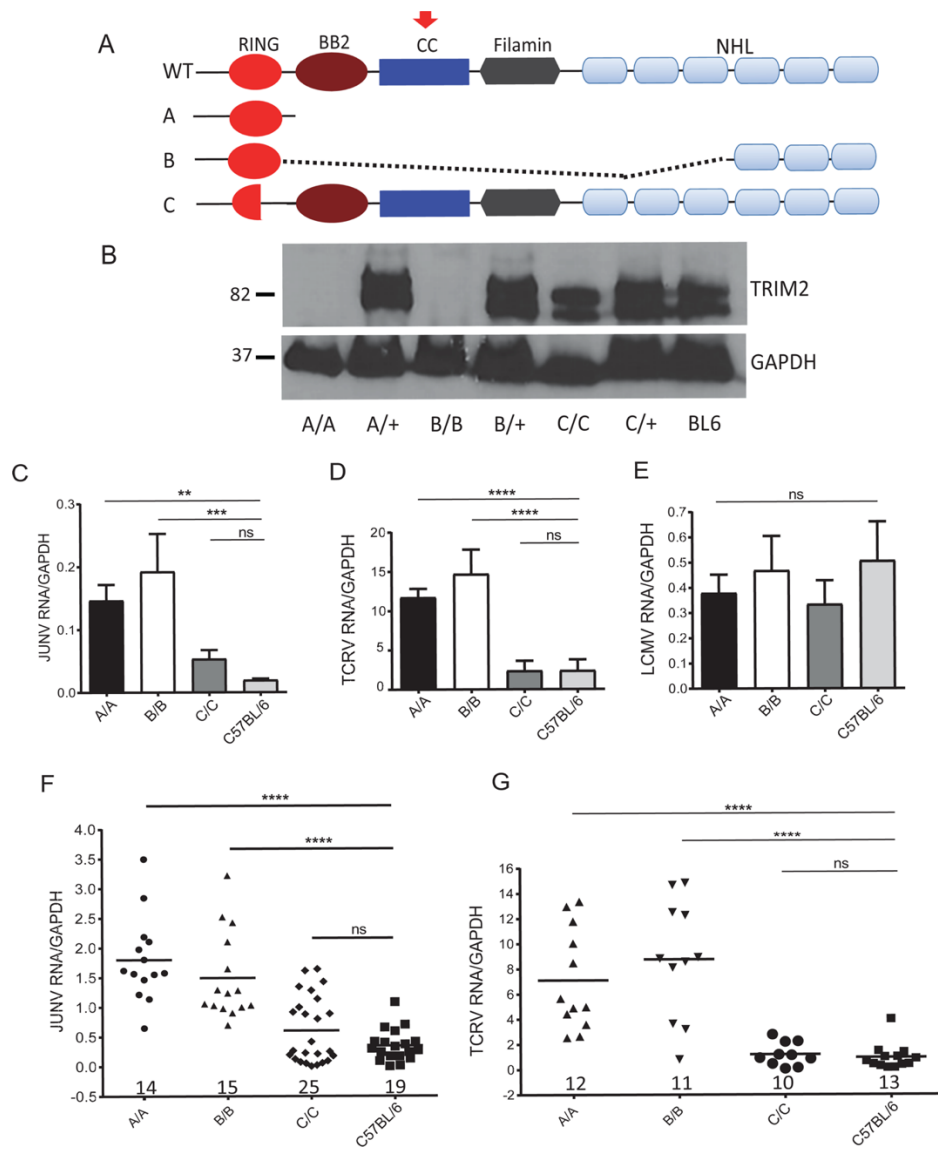 A
RING BB2 CC Filamin NHL
WT
A
B
C
B
82 TRIM2
37 GAPDH
A/A A/+ B/B B/+ C/C C/+ BL6
C
JUNV RNA/GAPDH
0.3
0.2
0.1
0.0
** 
***
ns
A/A B/B C/C C57BL/6
D
TCRV RNA/GAPDH
20
15
10
5
0
****
****
ns
A/A B/B C/C C57BL/6
E
LCMV RNA/GAPDH
0.7
0.6
0.5
0.4
0.3
0.2
0.1
0.0
ns
A/A B/B C/C C57BL/6
F
JUNV RNA/GAPDH
4.0
3.5
3.0
2.5
2.0
1.5
1.0
0.5
0.0
-0.5
****
****
ns
14 15 25 19
A/A B/B C/C C57BL/6
G
TCRV RNA/GAPDH
16
14
12
10
8
6
4
2
0
-2
****
****
ns
12 11 10 13
A/A B/B C/C C57BL/6